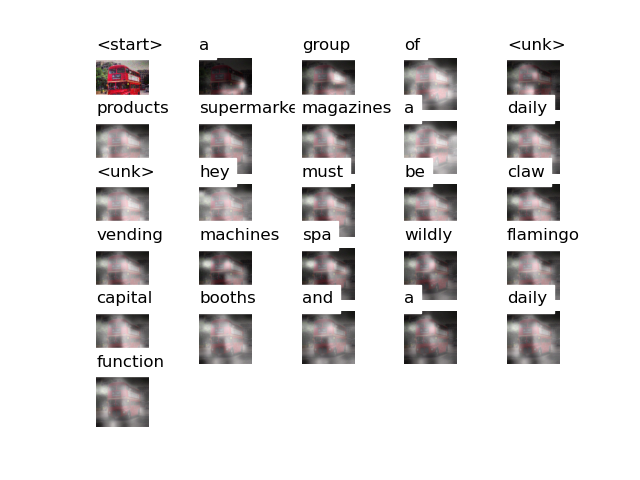 <start> a group of <unk>
products supermarke magazines a daily
<unk> hey must be claw
vending machines spa wildly flamingo
capital booths and a daily
function